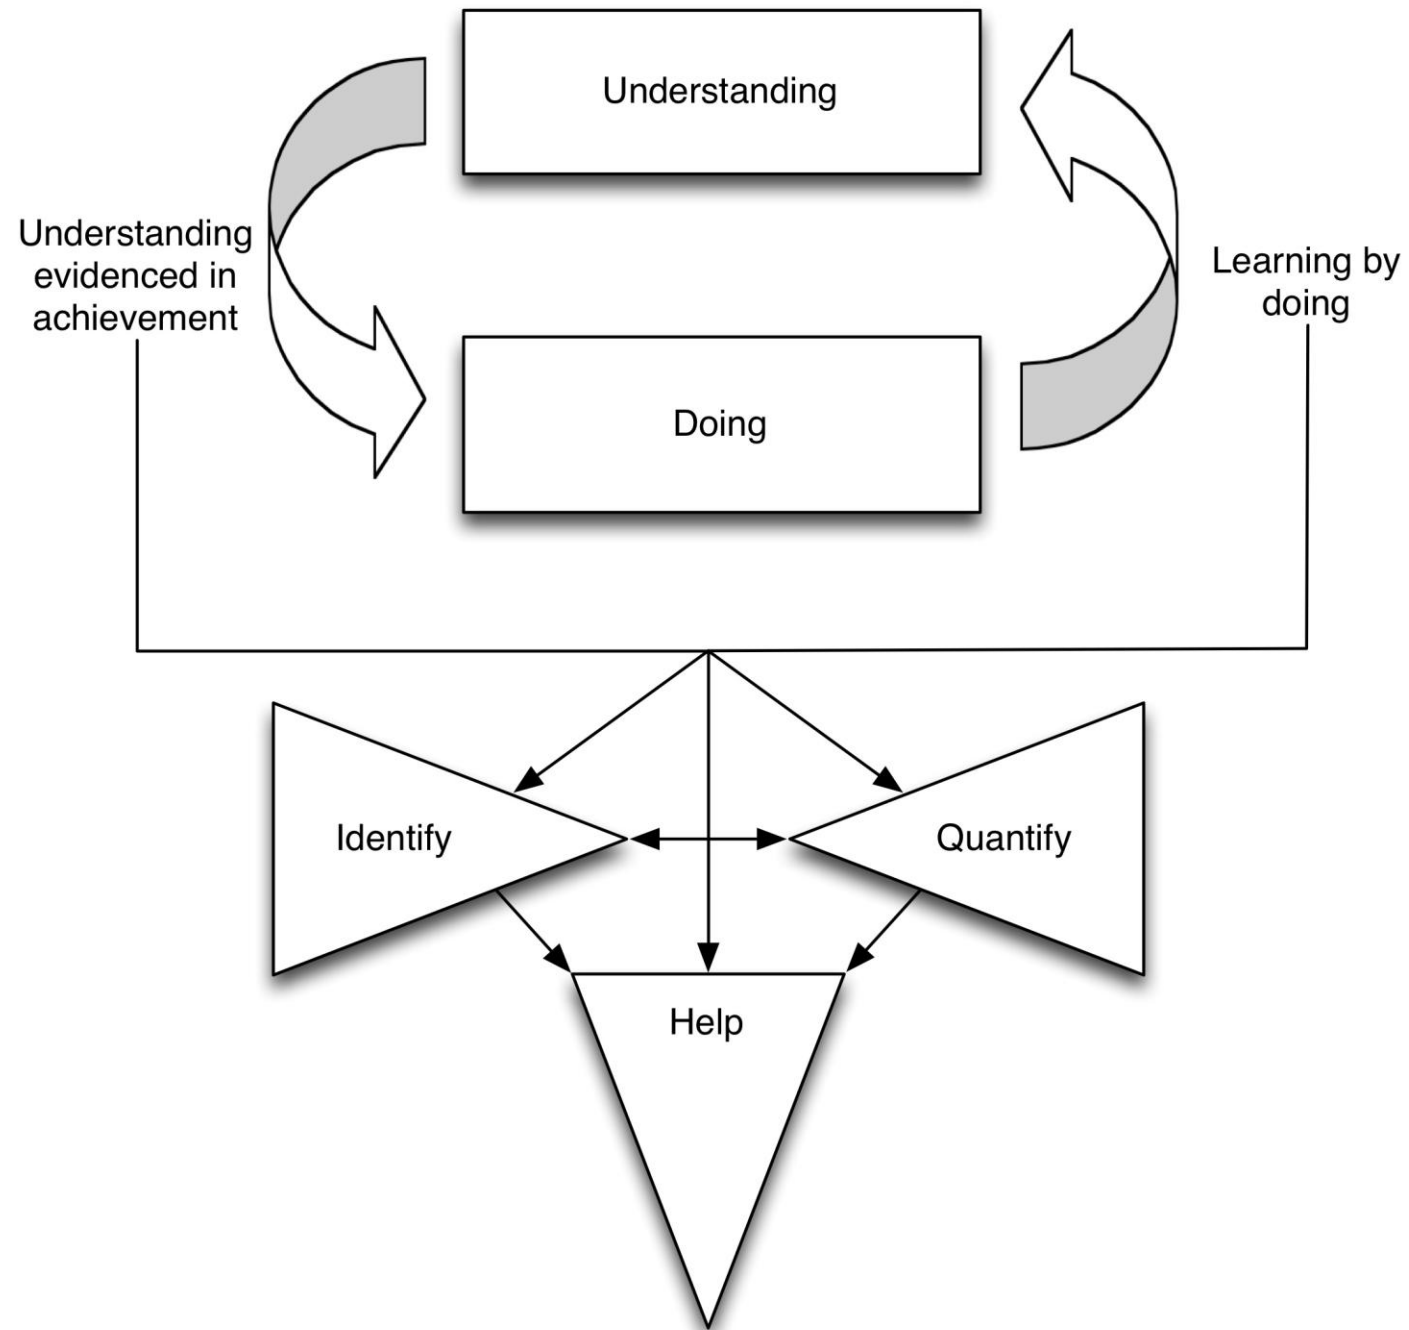 Understanding
Understanding
evidenced in
achievement
Learning by
doing
Doing
Identify
Quantify
Help